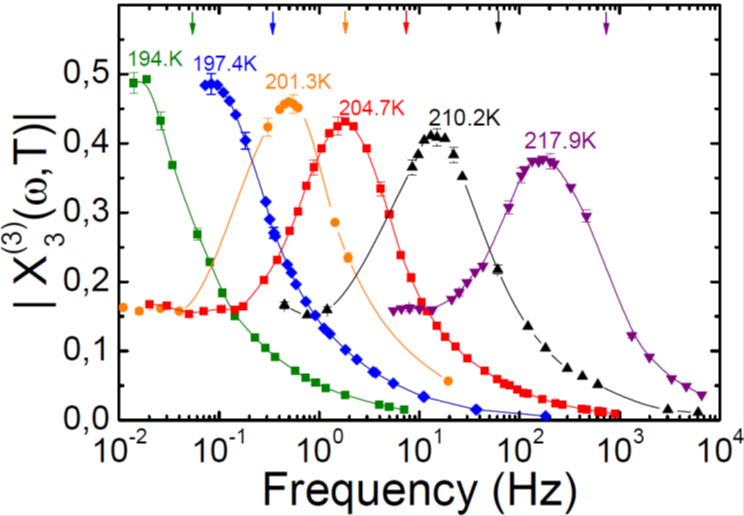 194.K
197.4K
201.3K
204.7K
210.2K
217.9K
0,5
0,4
0,3
0,2
0,1
0,0
| X₃⁽³⁾(ω,T)|
10⁻²
10⁻¹
10⁰
10¹
10²
10³
10⁴
Frequency (Hz)